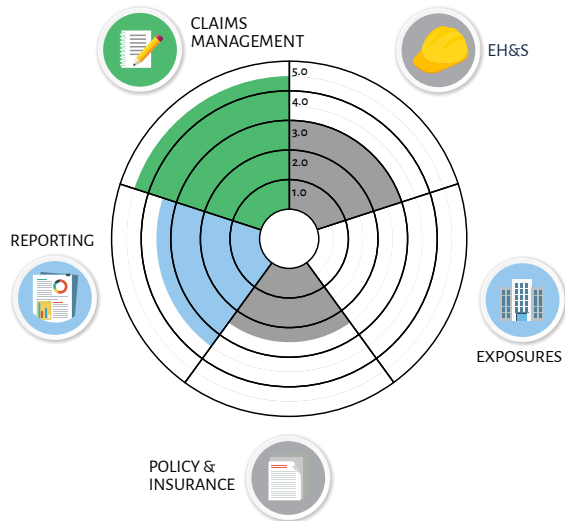 CLAIMS
MANAGEMENT
EH&S
5.0
4.0
3.0
2.0
1.0
REPORTING
EXPOSURES
POLICY &
INSURANCE